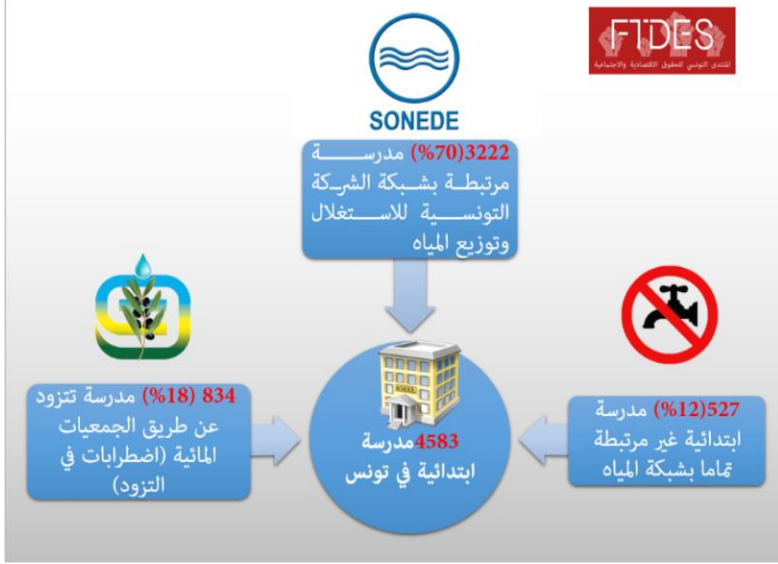 FTDES
المنتدى التونسي للحقوق الاقتصادية والاجتماعية
SONEDE
3222(70%) مدرسة
مرتبطة بشبكة الشركة
التونسية للاستغلال
وتوزيع المياه
834 (18%) مدرسة تتزود
عن طريق الجمعيات
المائية (اضطرابات في
التزود)
SCHOOL
4583مدرسة
ابتدائية في تونس
527(12%) مدرسة
ابتدائية غير مرتبطة
تماما بشبكة المياه